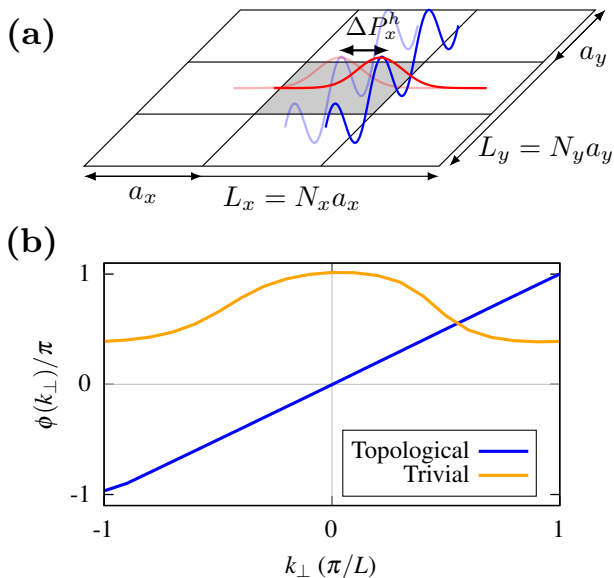 (a)
ΔP_x^h
a_y
L_y = N_y a_y
a_x
L_x = N_x a_x
(b)
1
0
-1
ϕ(k_⊥)/π
Topological
Trivial
-1
0
1
k_⊥ (π/L)